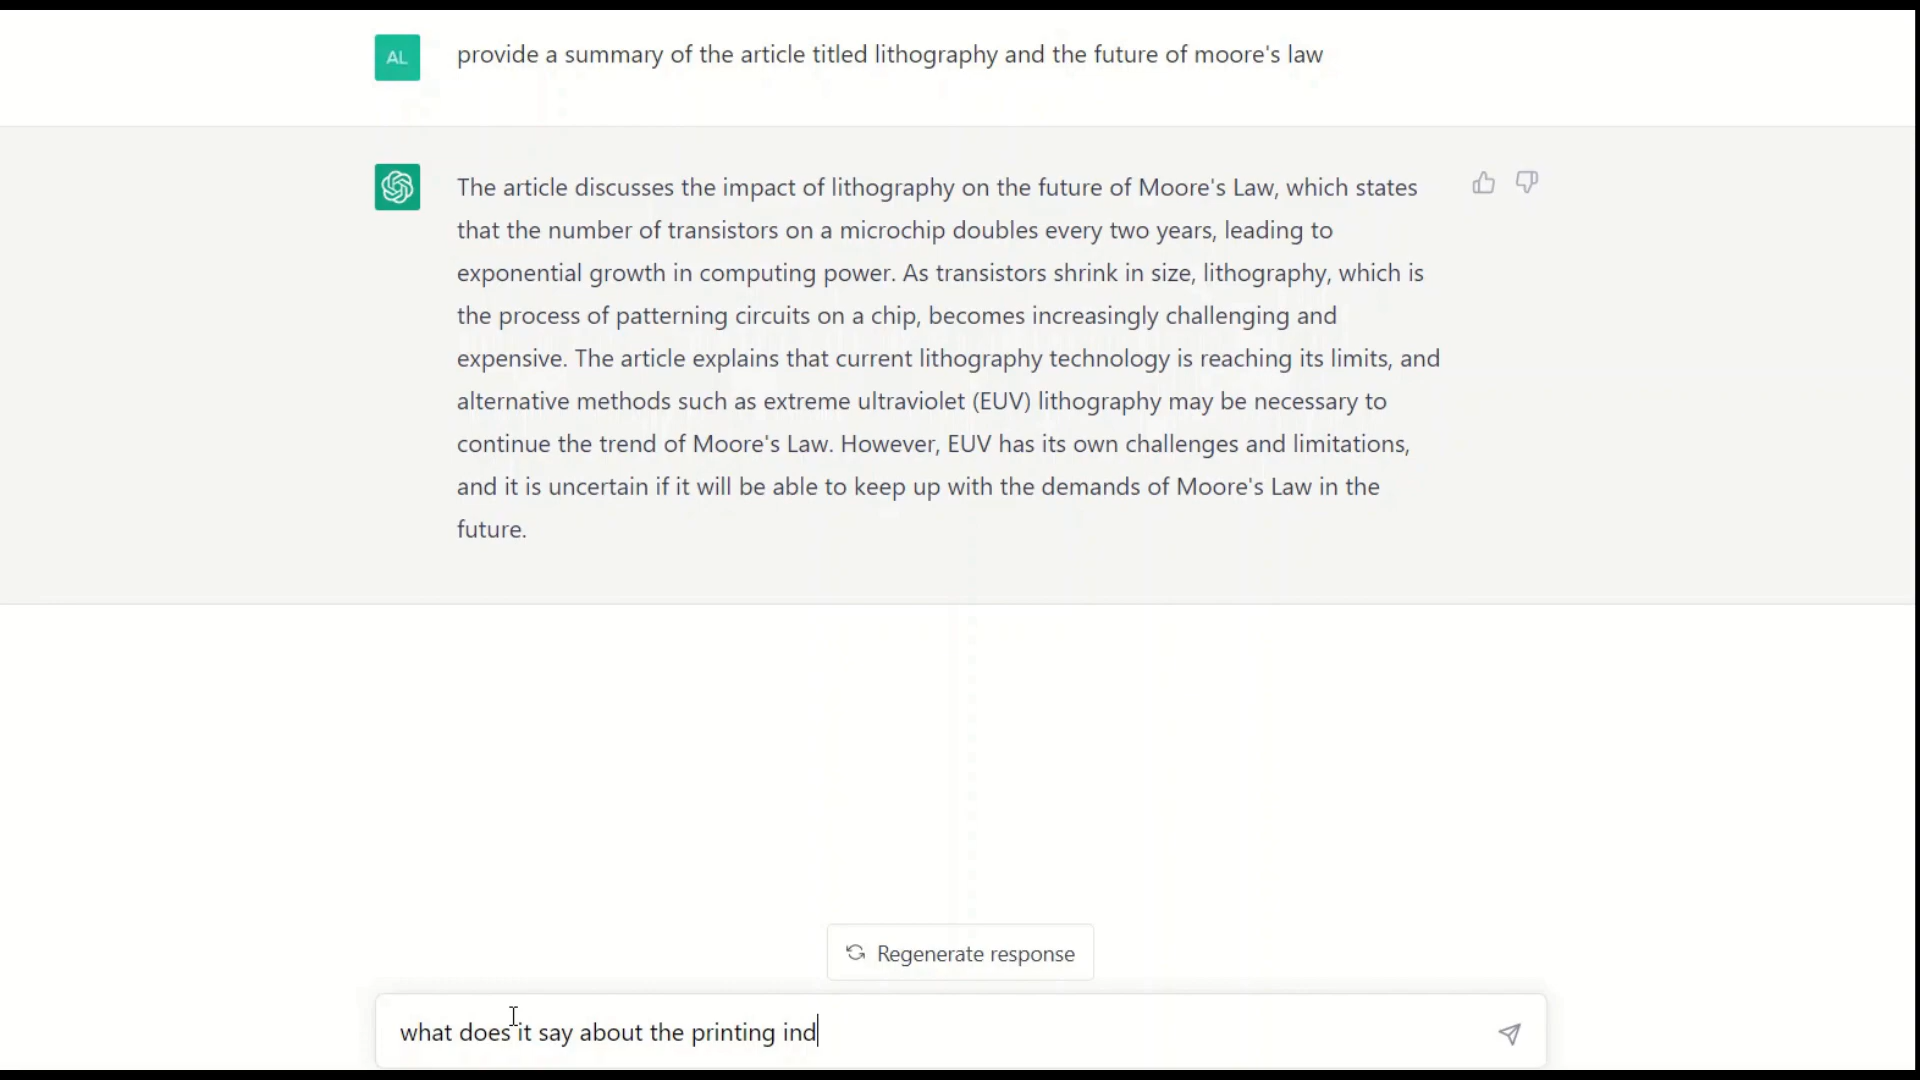 AL
provide a summary of the article titled lithography and the future of moore's law
The article discusses the impact of lithography on the future of Moore's Law, which states
that the number of transistors on a microchip doubles every two years, leading to
exponential growth in computing power. As transistors shrink in size, lithography, which is
the process of patterning circuits on a chip, becomes increasingly challenging and
expensive. The article explains that current lithography technology is reaching its limits, and
alternative methods such as extreme ultraviolet (EUV) lithography may be necessary to
continue the trend of Moore's Law. However, EUV has its own challenges and limitations,
and it is uncertain if it will be able to keep up with the demands of Moore's Law in the
future.
Regenerate response
what does it say about the printing ind